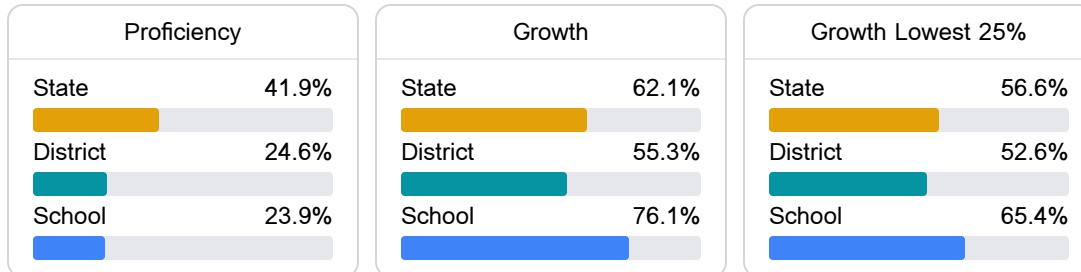 Proficiency
State 41.9%
District 24.6%
School 23.9%
Growth
State 62.1%
District 55.3%
School 76.1%
Growth Lowest 25%
State 56.6%
District 52.6%
School 65.4%